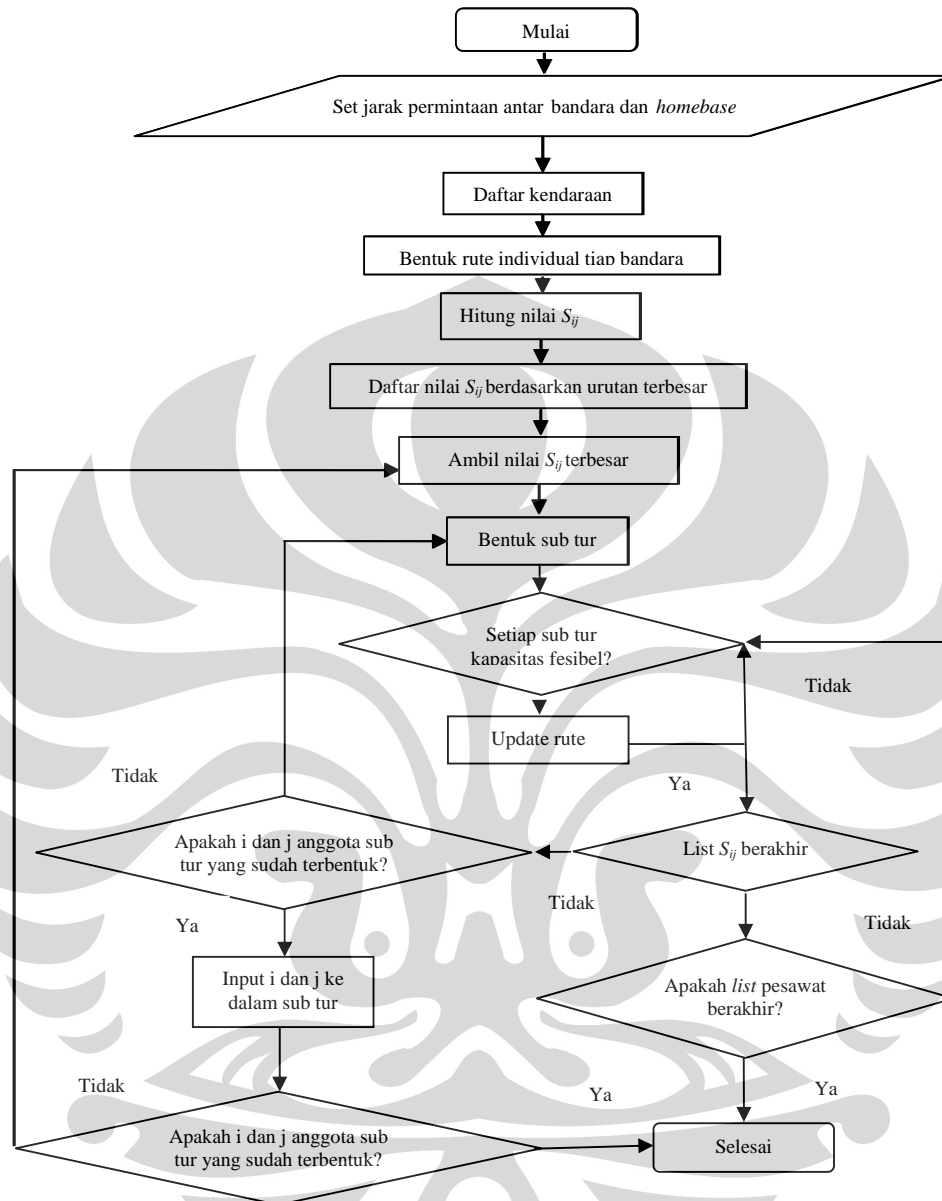 Mulai
Set jarak permintaan antar bandara dan homebase
Daftar kendaraan
Bentuk rute individual tiap bandara
Hitung nilai Sij
Daftar nilai Sij berdasarkan urutan terbesar
Ambil nilai Sij terbesar
Bentuk sub tur
Setiap sub tur
kapasitas fesibel?
Tidak
Update rute
Tidak
Ya
Apakah i dan j anggota sub
tur yang sudah terbentuk?
List Sij berakhir
Tidak
Ya
Tidak
Input i dan j ke
dalam sub tur
Apakah list pesawat
berakhir?
Tidak
Ya
Ya
Apakah i dan j anggota sub
tur yang sudah terbentuk?
Selesai